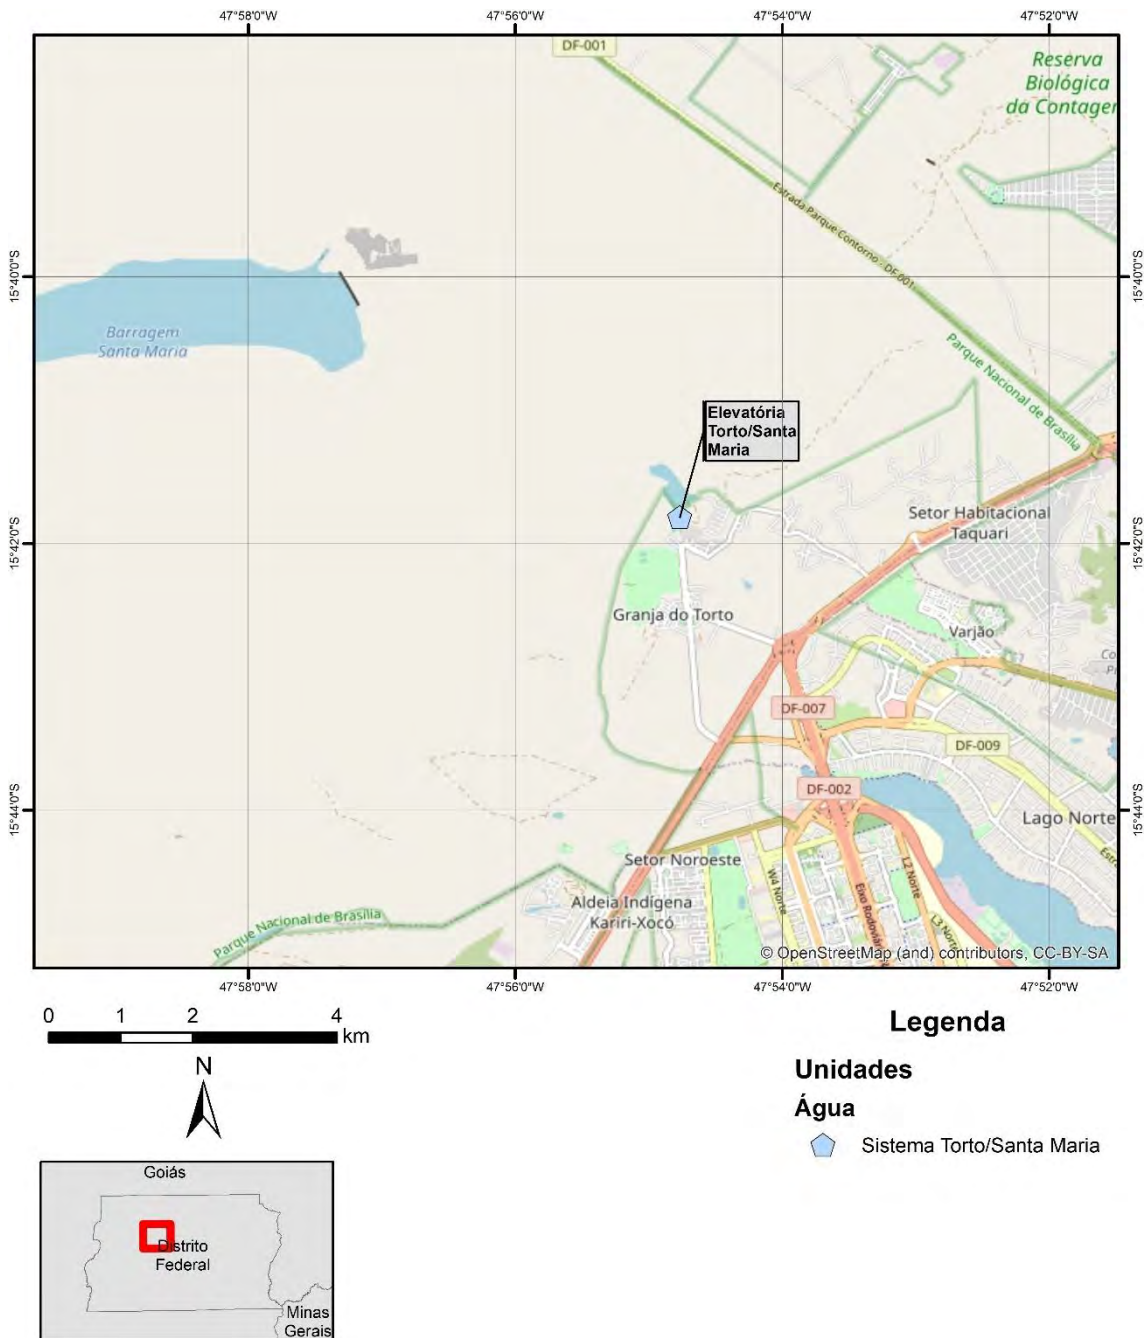 47°58'0"W
47°56'0"W
47°54'0"W
47°52'0"W
DF-001
Reserva
Biológica
da Contagem
Estrada Parque Contorno - DF-001
15°40'0"S
15°40'0"S
Barragem
Santa Maria
Parque Nacional de Brasília
Elevatória
Torto/Santa
Maria
Setor Habitacional
Taquari
15°42'0"S
15°42'0"S
Granja do Torto
Varjão
DF-007
DF-009
DF-002
15°44'0"S
15°44'0"S
Lago Norte
Setor Noroeste
W4 Norte
L2 Norte
Eixo Rodoviár
Aldeia Indígena
Kariri-Xocó
L3 Norte
Parque Nacional de Brasília
© OpenStreetMap (and) contributors, CC-BY-SA
47°58'0"W
47°56'0"W
47°54'0"W
47°52'0"W
0 1 2 4
km
N
Legenda
Unidades
Água
Sistema Torto/Santa Maria
Goiás
Distrito
Federal
Minas
Gerais